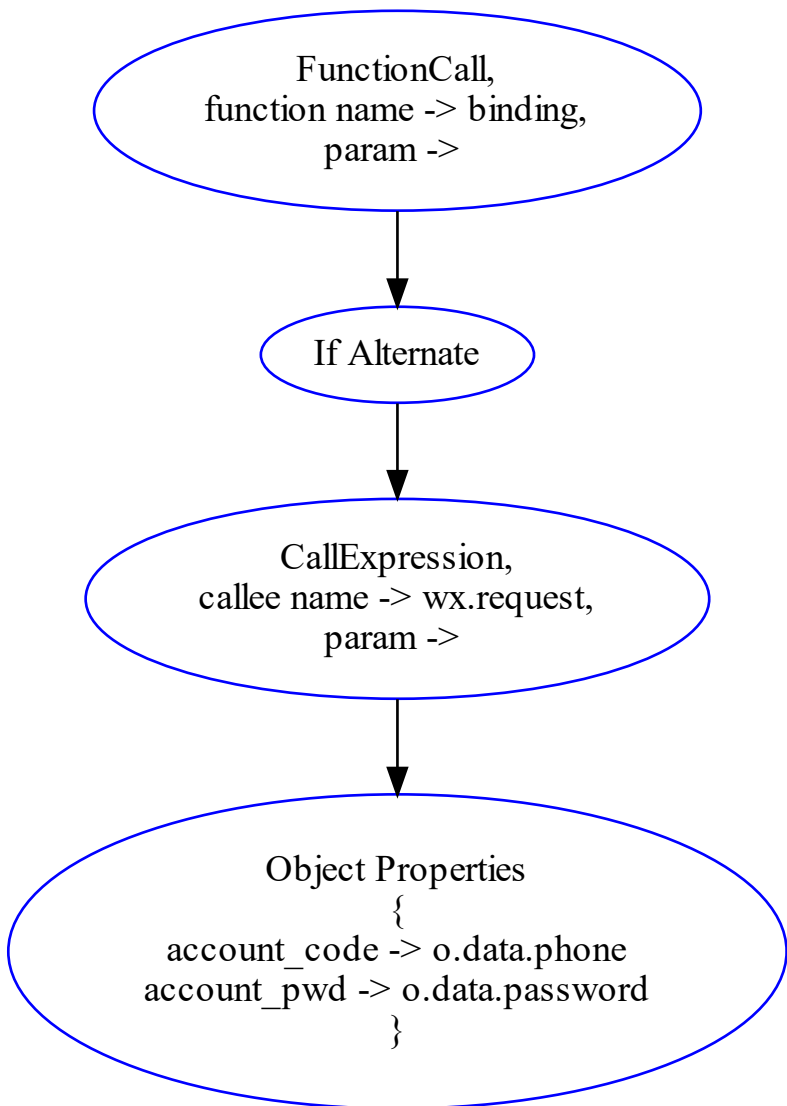 FunctionCall,
function name -> binding,
param ->
If Alternate
CallExpression,
callee name -> wx.request,
param ->
Object Properties
{
account_code -> o.data.phone
account_pwd -> o.data.password
}